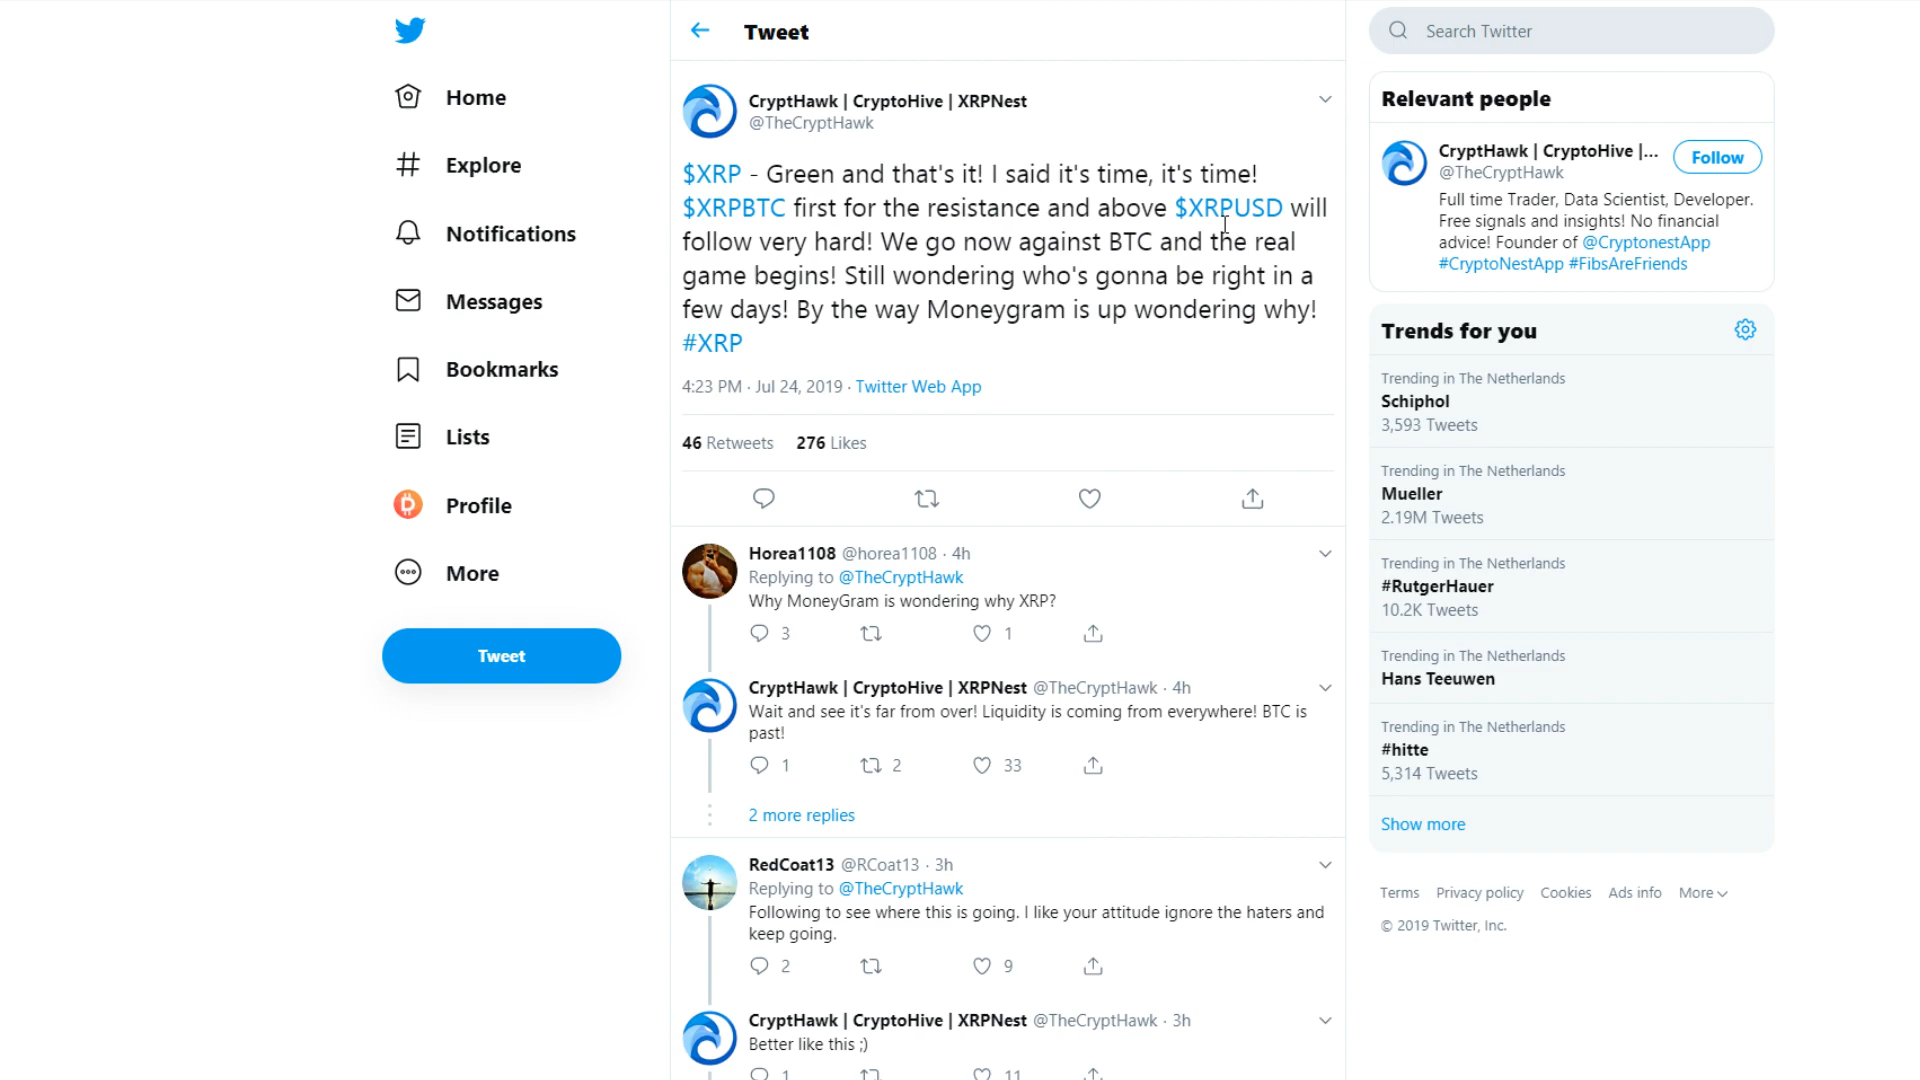 Home
Explore
Notifications
Messages
Bookmarks
Lists
Profile
More
Tweet
Tweet
CryptHawk | CryptoHive | XRPNest
@TheCryptHawk
$XRP - Green and that's it! I said it's time, it's time!
$XRPBTC first for the resistance and above $XRPUSD will
follow very hard! We go now against BTC and the real
game begins! Still wondering who's gonna be right in a
few days! By the way Moneygram is up wondering why!
#XRP
4:23 PM · Jul 24, 2019 · Twitter Web App
46 Retweets 276 Likes
Horea1108 @horea1108 · 4h
Replying to @TheCryptHawk
Why MoneyGram is wondering why XRP?
3 1
CryptHawk | CryptoHive | XRPNest @TheCryptHawk · 4h
Wait and see it's far from over! Liquidity is coming from everywhere! BTC is
past!
1 2 33
2 more replies
RedCoat13 @RCoat13 · 3h
Replying to @TheCryptHawk
Following to see where this is going. I like your attitude ignore the haters and
keep going.
2 9
CryptHawk | CryptoHive | XRPNest @TheCryptHawk · 3h
Better like this ;)
1 11
Search Twitter
Relevant people
CryptHawk | CryptoHive |...
Follow
@TheCryptHawk
Full time Trader, Data Scientist, Developer.
Free signals and insights! No financial
advice! Founder of @CryptonestApp
#CryptoNestApp #FibsAreFriends
Trends for you
Trending in The Netherlands
Schiphol
3,593 Tweets
Trending in The Netherlands
Mueller
2.19M Tweets
Trending in The Netherlands
#RutgerHauer
10.2K Tweets
Trending in The Netherlands
Hans Teeuwen
Trending in The Netherlands
#hitte
5,314 Tweets
Show more
Terms Privacy policy Cookies Ads info More
© 2019 Twitter, Inc.